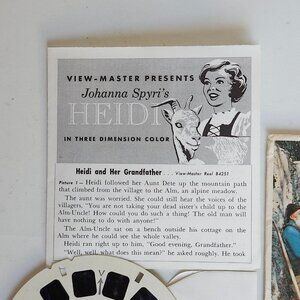 VIEW-MASTER PRESENTS
Johanna Spyri's
HEIDI
IN THREE DIMENSION COLOR
Heidi and Her Grandfather . . . View-Master Reel B4251
Picture 1— Heidi followed her Aunt Dete up the mountain path
that climbed from the village to the Alm, an alpine meadow.
The aunt was worried. She could still hear the voices of the
villagers, "You are not taking your dead sister's child up to the
Alm-Uncle! How could you do such a thing! The old man will
have nothing to do with anyone!"
The Alm-Uncle sat on a bench outside his cottage on the
Alm where he could see the whole valley.
Heidi ran right up to him, "Good evening, Grandfather."
"Well, well, what does this mean?" he asked roughly. He took